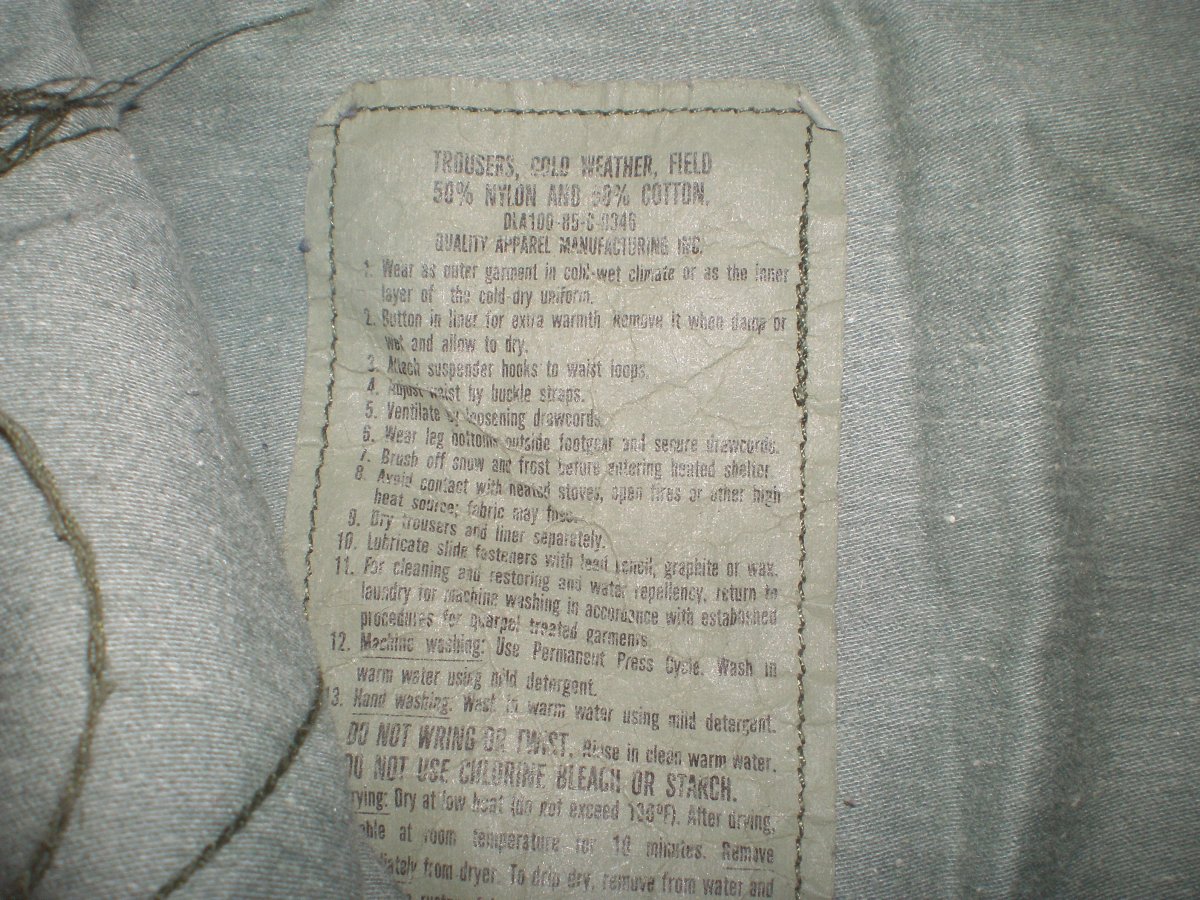 TROUSERS, COLD WEATHER, FIELD
50% NYLON AND 50% COTTON.
DLA100-85-C-0346
QUALITY APPAREL MANUFACTURING INC.
1. Wear as outer garment in cold-wet climate or as the inner
layer of the cold-dry uniform.
2. Button in liner for extra warmth. Remove it when damp or
wet and allow to dry.
3. Attach suspender hooks to waist loops.
4. Adjust waist by buckle straps.
5. Ventilate by loosening drawcords.
6. Wear leg bottoms outside footgear and secure drawcords.
7. Brush off snow and frost before entering heated shelter.
8. Avoid contact with heated stoves, open fires or other high
heat source; fabric may fuse.
9. Dry trousers and liner separately.
10. Lubricate slide fasteners with lead pencil, graphite or wax.
11. For cleaning and restoring and water repellency, return to
laundry for machine washing in accordance with established
procedures for quarpel treated garments.
12. Machine washing: Use Permanent Press Cycle. Wash in
warm water using mild detergent.
13. Hand washing: Wash in warm water using mild detergent.
DO NOT WRING OR TWIST. Rinse in clean warm water.
DO NOT USE CHLORINE BLEACH OR STARCH.
rying: Dry at low heat (do not exceed 130°F). After drying,
at room temperature for 10 minutes. Remove
iately from dryer. To drip dry, remove from water and